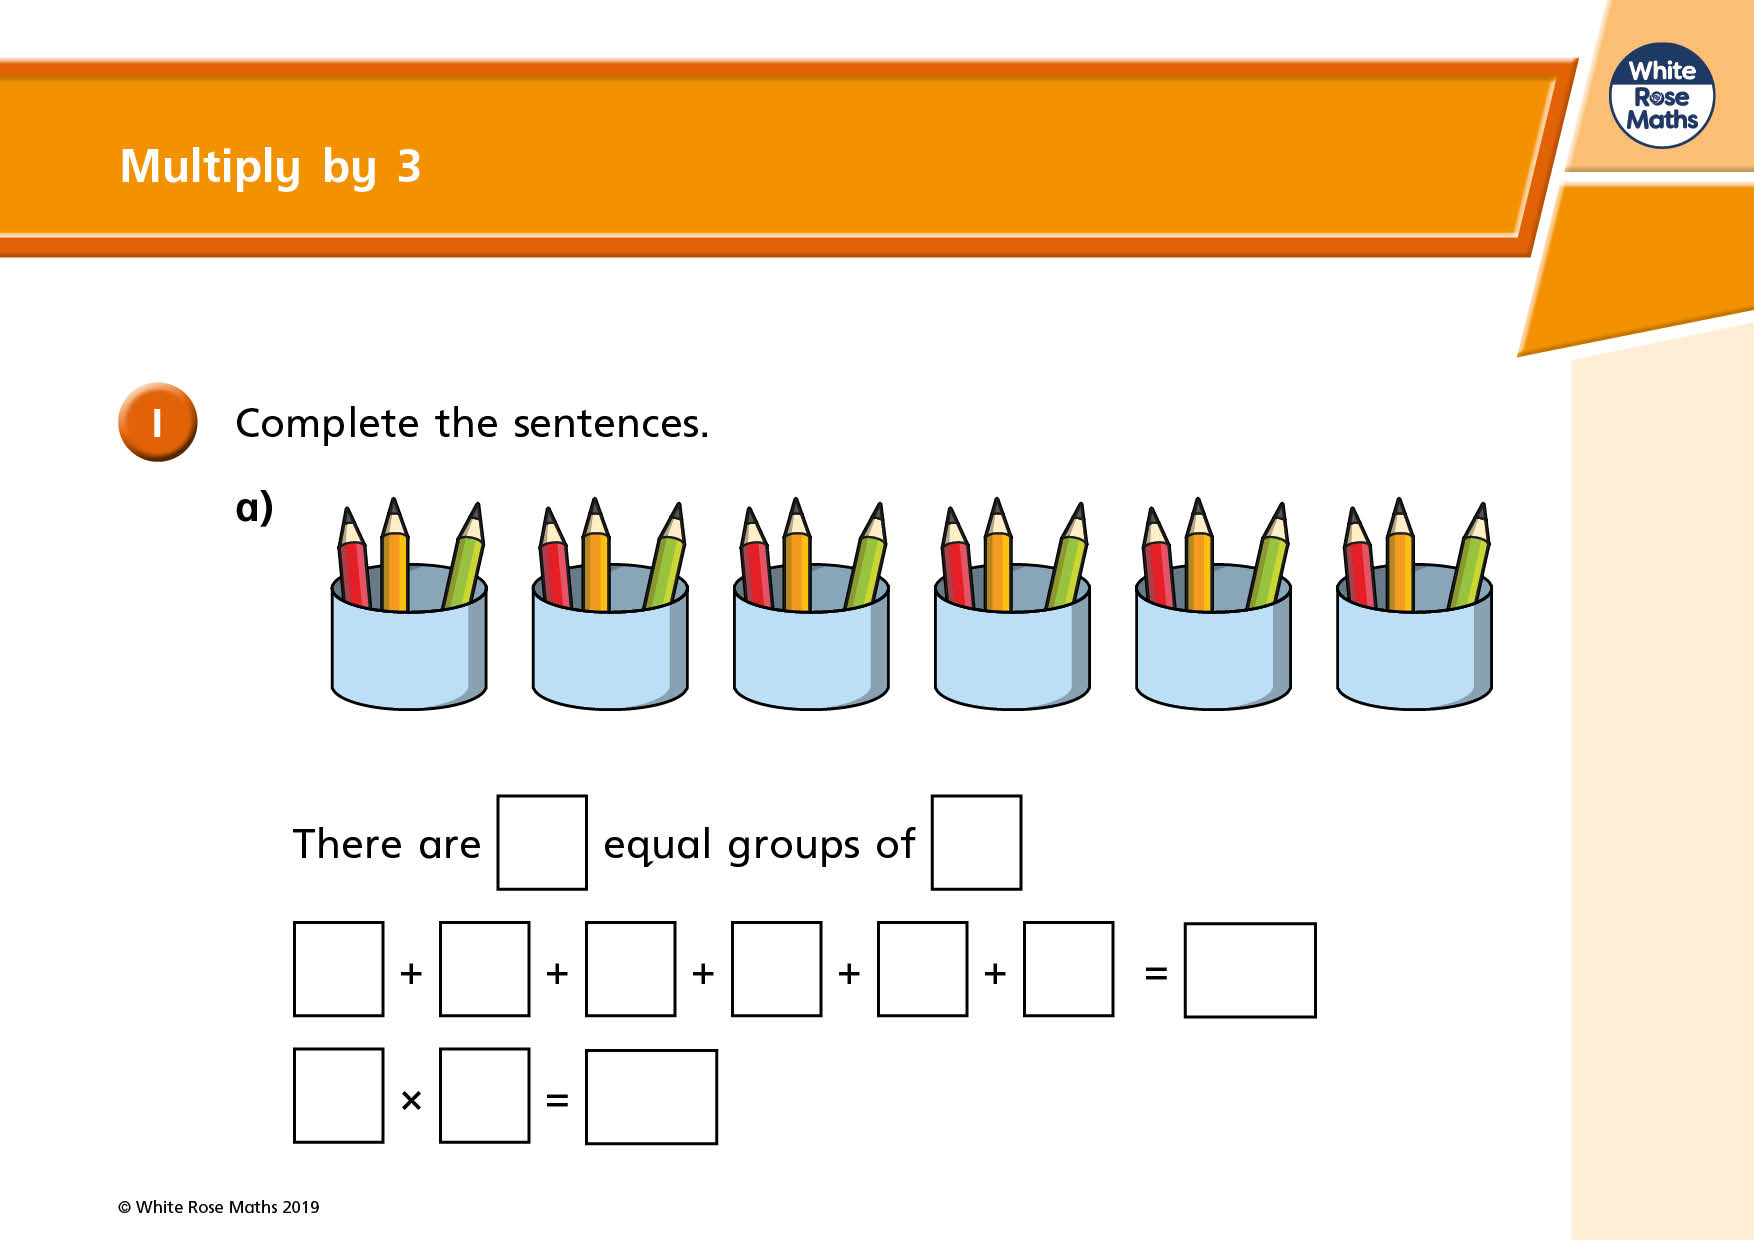 White
Rose
Maths
Multiply by 3
1 Complete the sentences.
a)
There are equal groups of
+ + + + + =
× =
© White Rose Maths 2019